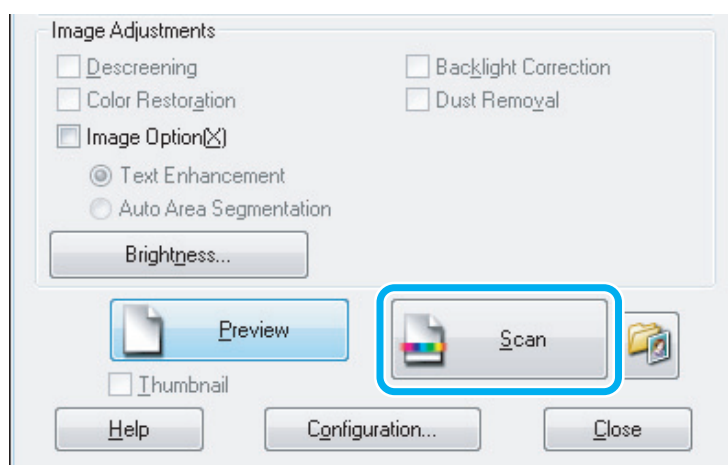 Image Adjustments
Descreening
Backlight Correction
Color Restoration
Dust Removal
Image Option(X)
Text Enhancement
Auto Area Segmentation
Brightness...
Preview
Scan
Thumbnail
Help
Configuration...
Close